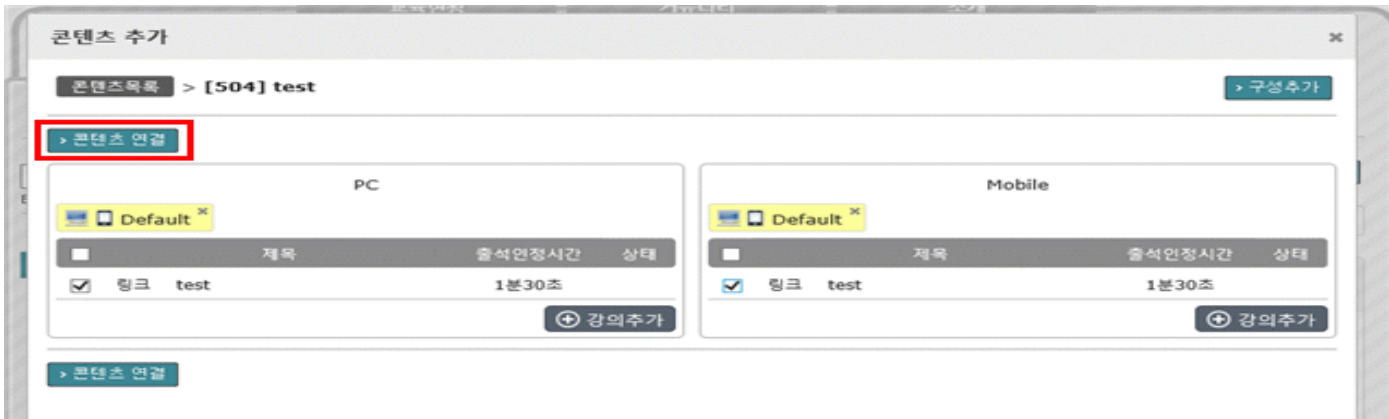 콘텐츠 추가
콘텐츠목록 > [504] test
구성추가
콘텐츠 연결
PC
Mobile
Default
Default
제목 출석인정시간 상태
제목 출석인정시간 상태
링크 test 1분30초
링크 test 1분30초
강의추가
강의추가
콘텐츠 연결